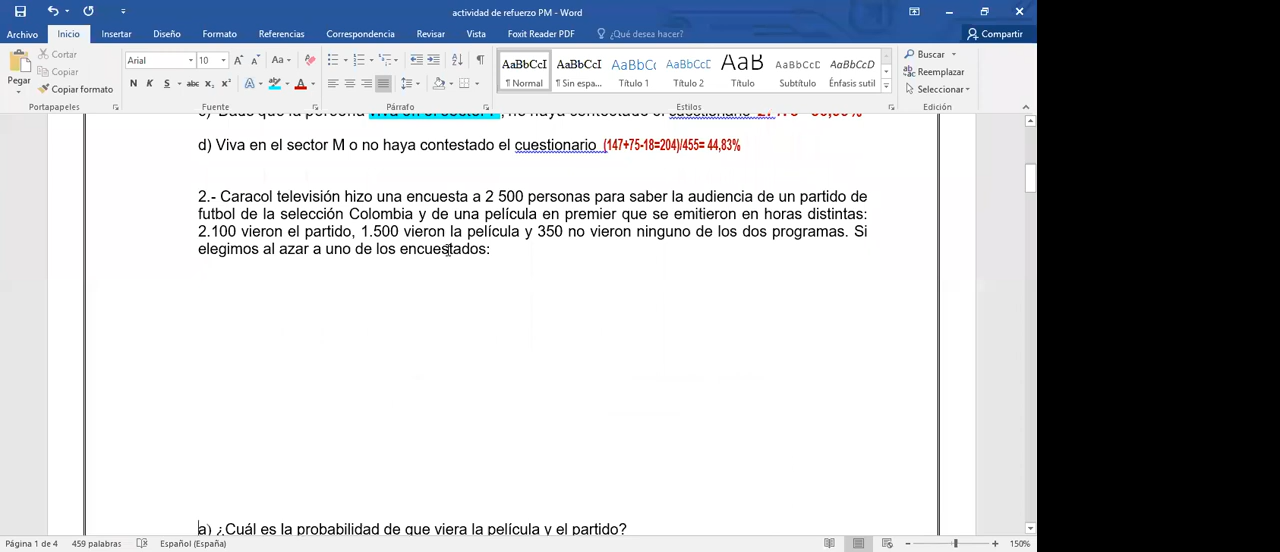 actividad de refuerzo PM - Word
Archivo Inicio Insertar Diseño Formato Referencias Correspondencia Revisar Vista Foxit Reader PDF ¿Qué desea hacer? Compartir
Pegar
Cortar
Copiar
Copiar formato
Portapapeles
Arial 10
Fuente
Párrafo
AaBbCcI AaBbCcI AaBbCc AaBbCcD AaB AaBbCcD AaBbCcD
¶ Normal ¶ Sin espa... Título 1 Título 2 Título Subtítulo Énfasis sutil
Estilos
Buscar
Reemplazar
Seleccionar
Edición
d) Viva en el sector M o no haya contestado el cuestionario (147+75-18=204)/455= 44,83%
2.- Caracol televisión hizo una encuesta a 2 500 personas para saber la audiencia de un partido de
futbol de la selección Colombia y de una película en premier que se emitieron en horas distintas:
2.100 vieron el partido, 1.500 vieron la película y 350 no vieron ninguno de los dos programas. Si
elegimos al azar a uno de los encuestados:
a) ¿Cuál es la probabilidad de que viera la película y el partido?
Página 1 de 4 459 palabras Español (España) 150%